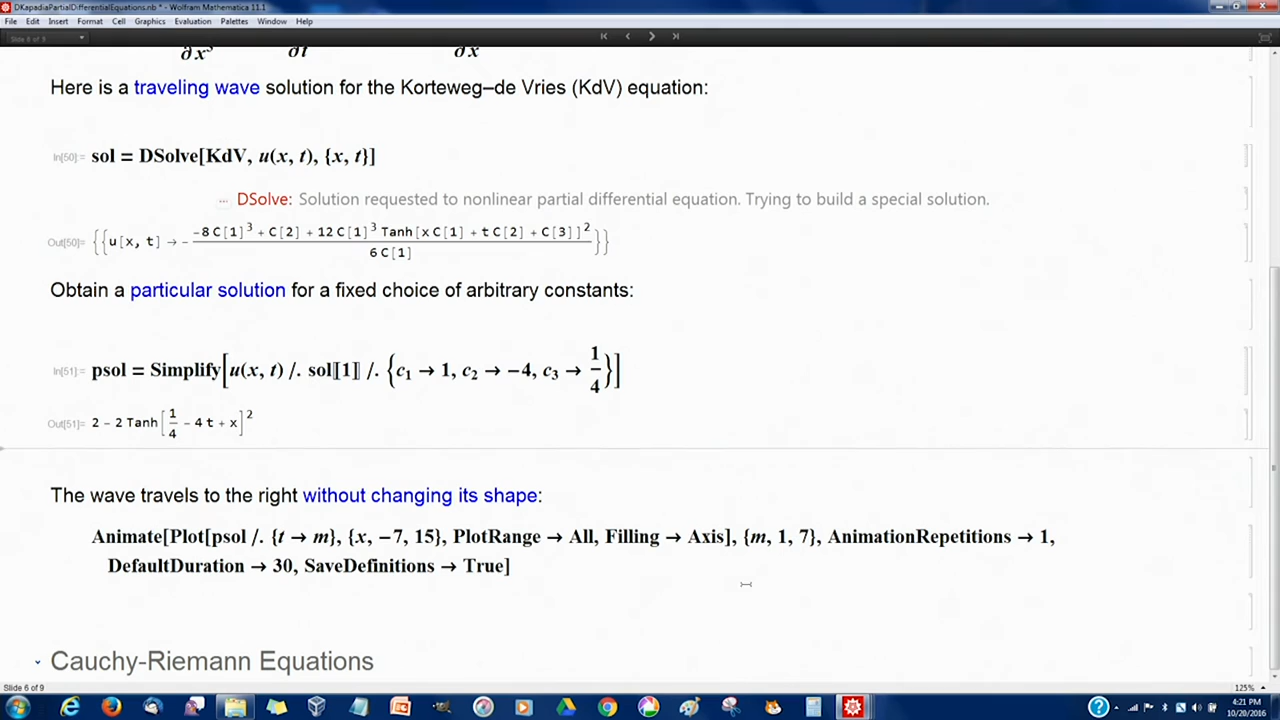 DKapadiaPartialDifferentialEquations.nb * - Wolfram Mathematica 11.1
File Edit Insert Format Cell Graphics Evaluation Palettes Window Help
Slide 6 of 9
∂x³ ∂t ∂x
Here is a traveling wave solution for the Korteweg–de Vries (KdV) equation:
In[50]:= sol = DSolve[KdV, u(x, t), {x, t}]
... DSolve: Solution requested to nonlinear partial differential equation. Trying to build a special solution.
-8 C[1]³ + C[2] + 12 C[1]³ Tanh[x C[1] + t C[2] + C[3]]²
Out[50]= {{u[x, t] → - }}
6 C[1]
Obtain a particular solution for a fixed choice of arbitrary constants:
In[51]:= psol = Simplify[u(x, t) /. sol〚1〛 /. {c₁ → 1, c₂ → −4, c₃ → 1/4}]
Out[51]= 2 - 2 Tanh[1/4 - 4 t + x]²
The wave travels to the right without changing its shape:
Animate[Plot[psol /. {t → m}, {x, −7, 15}, PlotRange → All, Filling → Axis], {m, 1, 7}, AnimationRepetitions → 1,
DefaultDuration → 30, SaveDefinitions → True]
Cauchy-Riemann Equations
Slide 6 of 9
125%
4:21 PM
10/20/2016